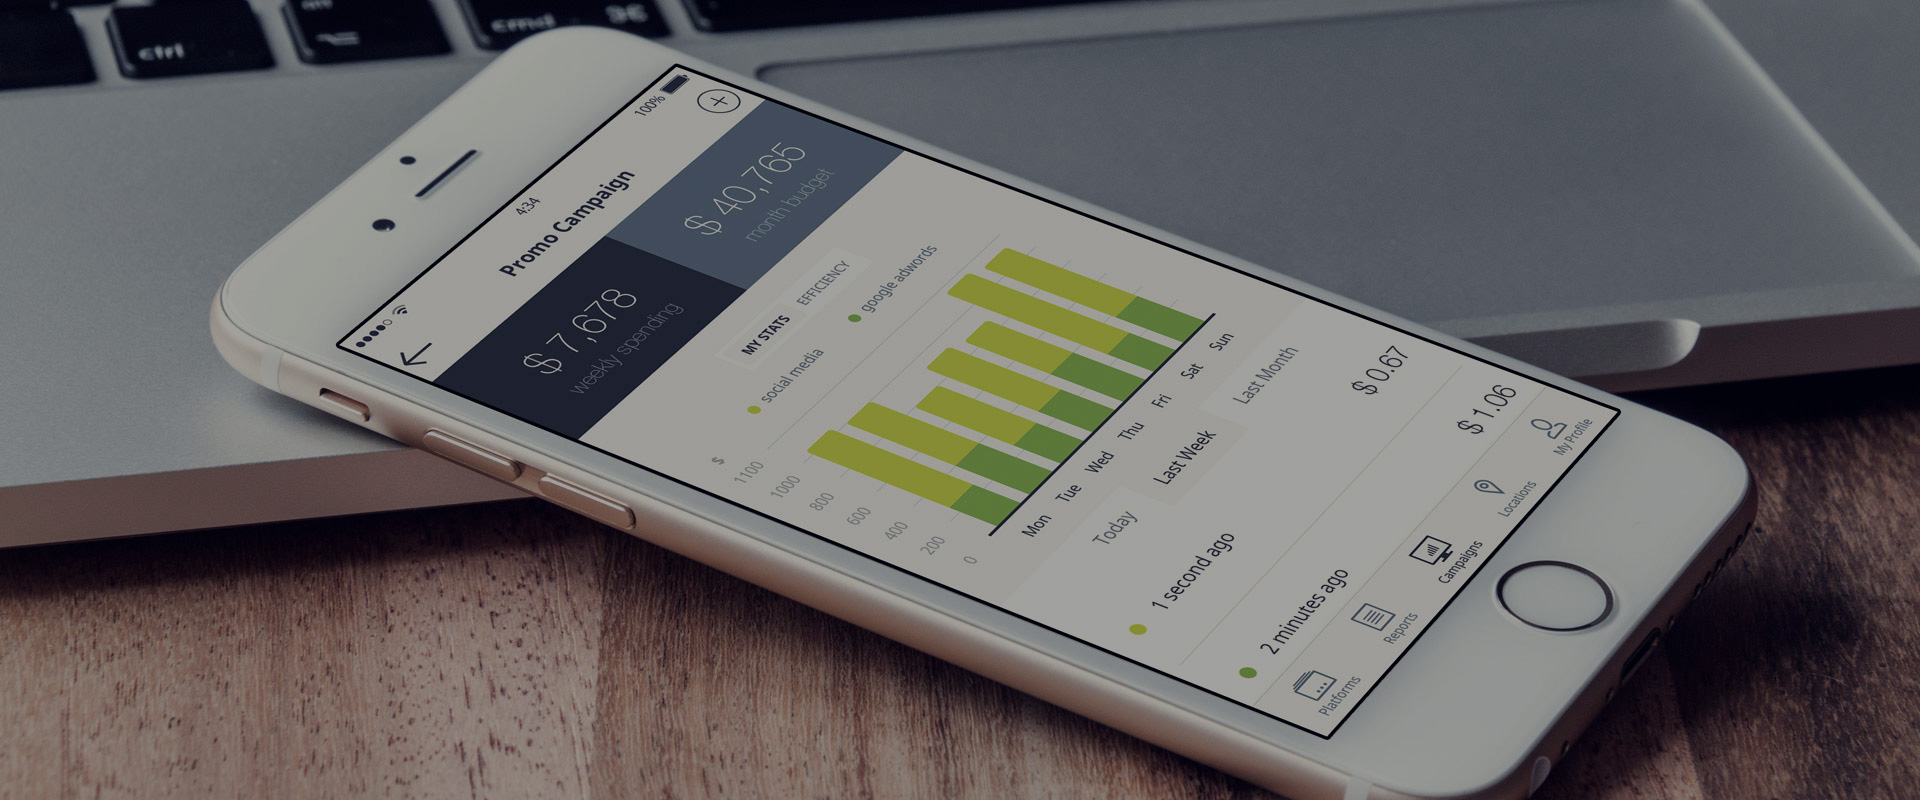 ctrl
alt
cmd
⌘
4:34
100%
Promo Campaign
$ 7,678
weekly spending
$ 40,765
month budget
MY STATS
EFFICIENCY
social media
google adwords
$
1100
1000
800
600
400
200
0
Mon Tue Wed Thu Fri Sat Sun
Today
Last Week
Last Month
1 second ago
$ 0.67
2 minutes ago
$ 1.06
Platforms
Reports
Campaigns
Locations
My Profile